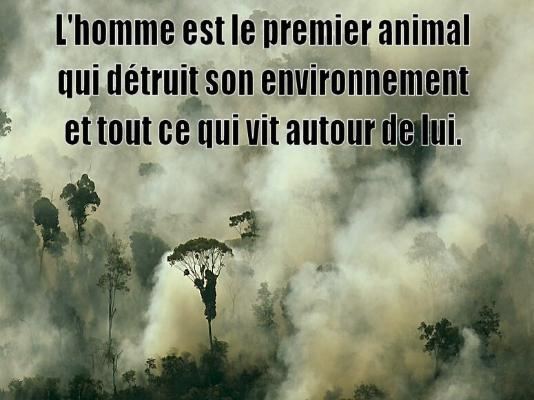 L'homme est le premier animal
qui détruit son environnement
et tout ce qui vit autour de lui.